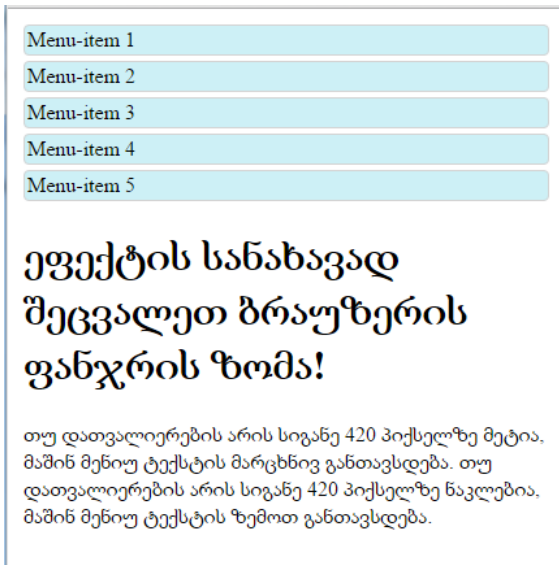 Menu-item 1
Menu-item 2
Menu-item 3
Menu-item 4
Menu-item 5
ეფექტის სანახავად
შეცვალეთ ბრაუზერის
ფანჯრის ზომა!
თუ დათვალიერების არის სიგანე 420 პიქსელზე მეტია,
მაშინ მენიუ ტექსტის მარცხნივ განთავსდება. თუ
დათვალიერების არის სიგანე 420 პიქსელზე ნაკლებია,
მაშინ მენიუ ტექსტის ზემოთ განთავსდება.